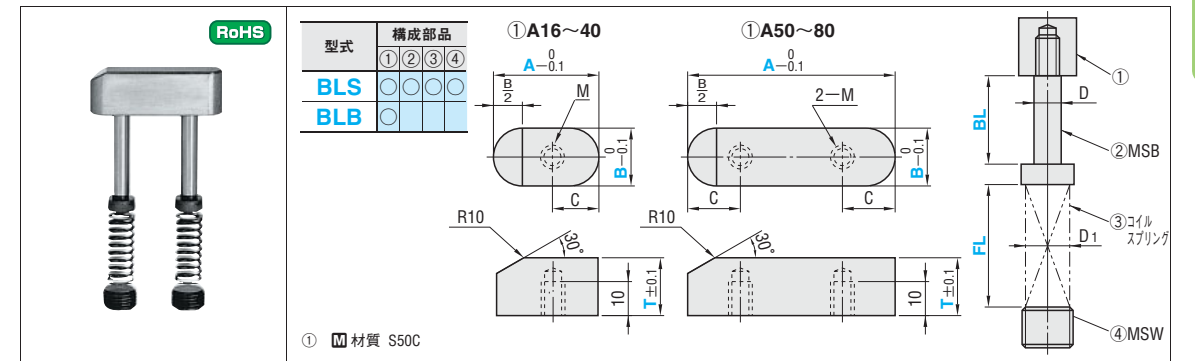 RoHS
型式 構成部品
① ② ③ ④
BLS ○ ○ ○ ○
BLB ○
①A16～40
A 0 −0.1
B/2
M
B 0 −0.1
C
R10
30°
10
T±0.1
①A50～80
A 0 −0.1
B/2
2−M
B 0 −0.1
C
C
R10
30°
10
T±0.1
①
D
BL
②MSB
③コイル
スプリング
D1
FL
④MSW
① M 材質 S50C